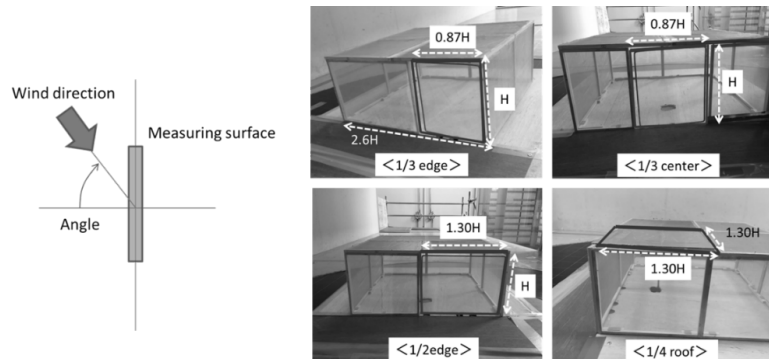 Wind direction
Measuring surface
Angle
0.87H
H
2.6H
<1/3 edge>
0.87H
H
<1/3 center>
1.30H
H
<1/2edge>
1.30H
1.30H
<1/4 roof>